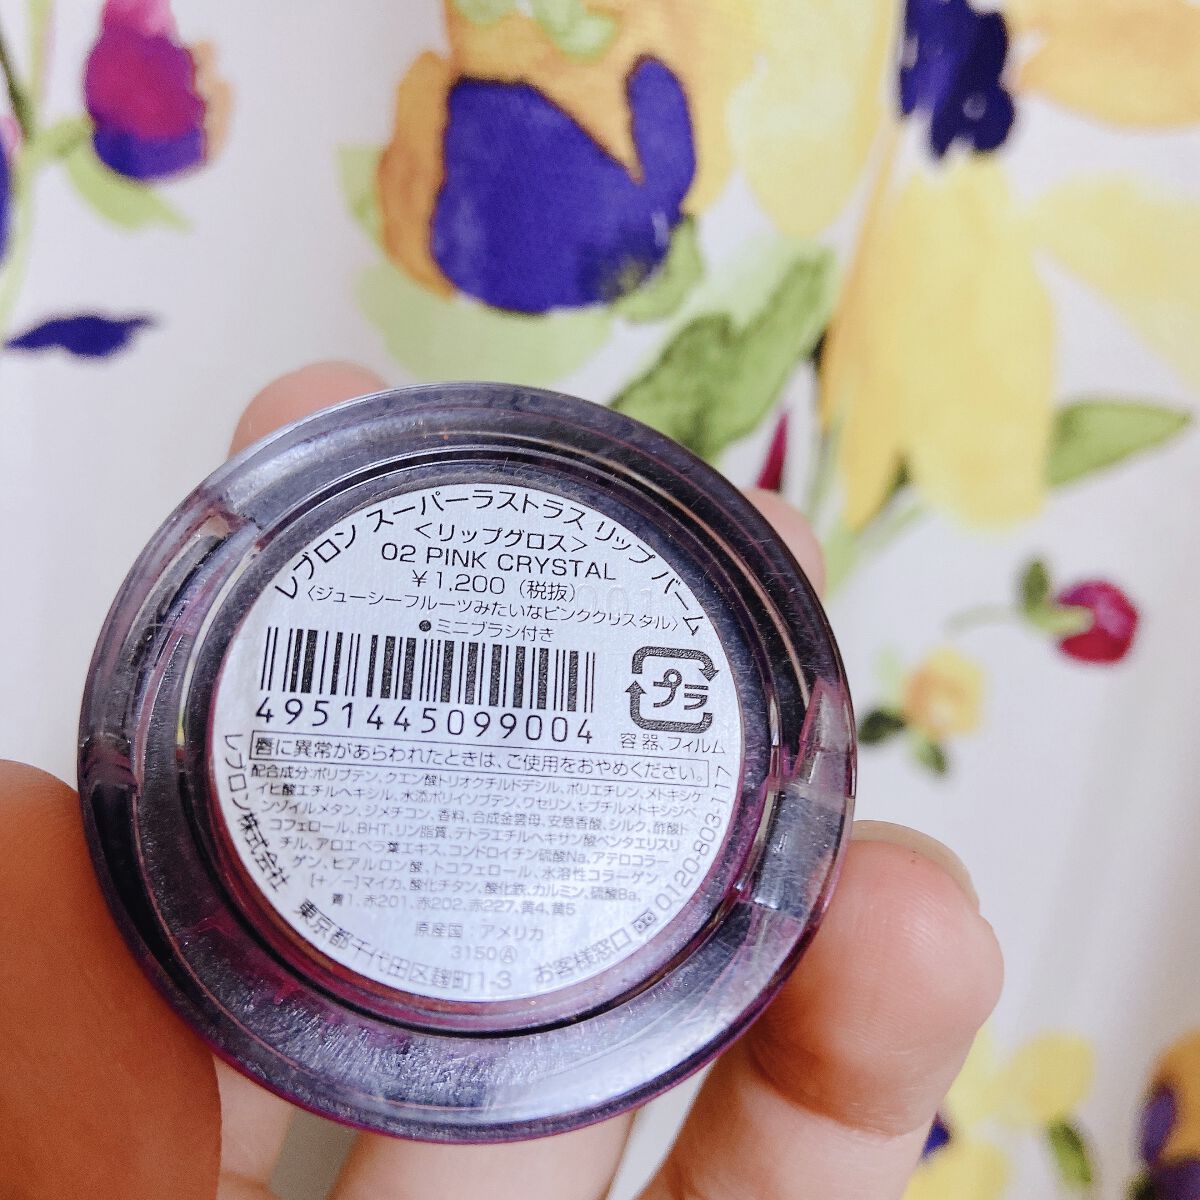 レブロン スーパーラストラス リップ バーム
〈リップグロス〉
02 PINK CRYSTAL
¥1,200（税抜）
〈ジューシーフルーツみたいなピンククリスタル〉
●ミニブラシ付き
4951445099004
プラ
容器、フィルム
唇に異常があらわれたときは、ご使用をおやめください。
配合成分:ポリブテン、クエン酸トリオクチルドデシル、ポリエチレン、メトキシケ
イヒ酸エチルヘキシル、水添ポリイソブテン、ワセリン、t-ブチルメトキシジベ
ンゾイルメタン、ジメチコン、香料、合成金雲母、安息香酸、シルク、酢酸ト
コフェロール、BHT、リン脂質、テトラエチルヘキサン酸ペンタエリスリ
チル、アロエベラ葉エキス、コンドロイチン硫酸Na、アテロコラー
ゲン、ヒアルロン酸、トコフェロール、水溶性コラーゲン
[+/-]マイカ、酸化チタン、酸化鉄、カルミン、硫酸Ba、
青1、赤201、赤202、赤227、黄4、黄5
原産国:アメリカ
3150Ⓐ
レブロン株式会社
東京都千代田区麹町1-3 お客様窓口 0120-803-117